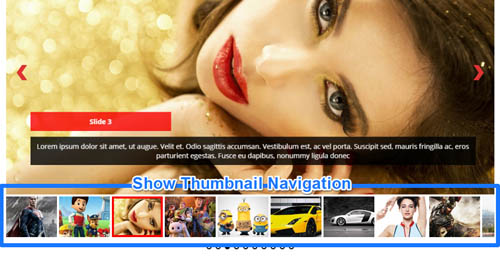 Slide 3
Lorem ipsum dolor sit amet, ut augue. Velit et. Odio sagittis accumsan. Vestibulum est, ac vel porta. Suscipit sed, mauris fringilla ac, eros
parturient egestas. Fusce eu dapibus, nonummy ligula donec
Show Thumbnail Navigation